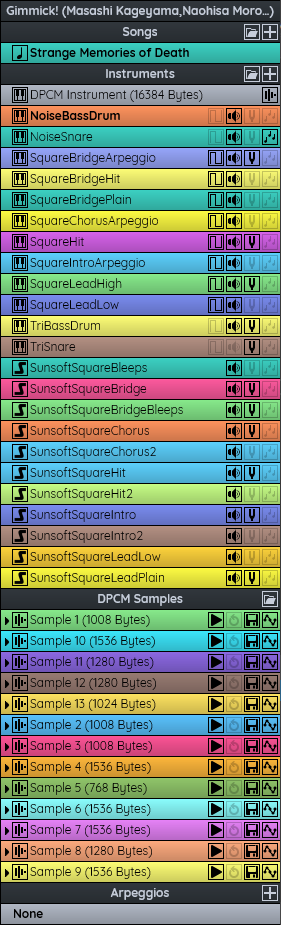 Gimmick! (Masashi Kageyama,Naohisa Moro...)
Songs
Strange Memories of Death
Instruments
DPCM Instrument (16384 Bytes)
NoiseBassDrum
NoiseSnare
SquareBridgeArpeggio
SquareBridgeHit
SquareBridgePlain
SquareChorusArpeggio
SquareHit
SquareIntroArpeggio
SquareLeadHigh
SquareLeadLow
TriBassDrum
TriSnare
SunsoftSquareBleeps
SunsoftSquareBridge
SunsoftSquareBridgeBleeps
SunsoftSquareChorus
SunsoftSquareChorus2
SunsoftSquareHit
SunsoftSquareHit2
SunsoftSquareIntro
SunsoftSquareIntro2
SunsoftSquareLeadLow
SunsoftSquareLeadPlain
DPCM Samples
Sample 1 (1008 Bytes)
Sample 10 (1536 Bytes)
Sample 11 (1280 Bytes)
Sample 12 (1280 Bytes)
Sample 13 (1024 Bytes)
Sample 2 (1008 Bytes)
Sample 3 (1008 Bytes)
Sample 4 (1536 Bytes)
Sample 5 (768 Bytes)
Sample 6 (1536 Bytes)
Sample 7 (1536 Bytes)
Sample 8 (1280 Bytes)
Sample 9 (1536 Bytes)
Arpeggios
None